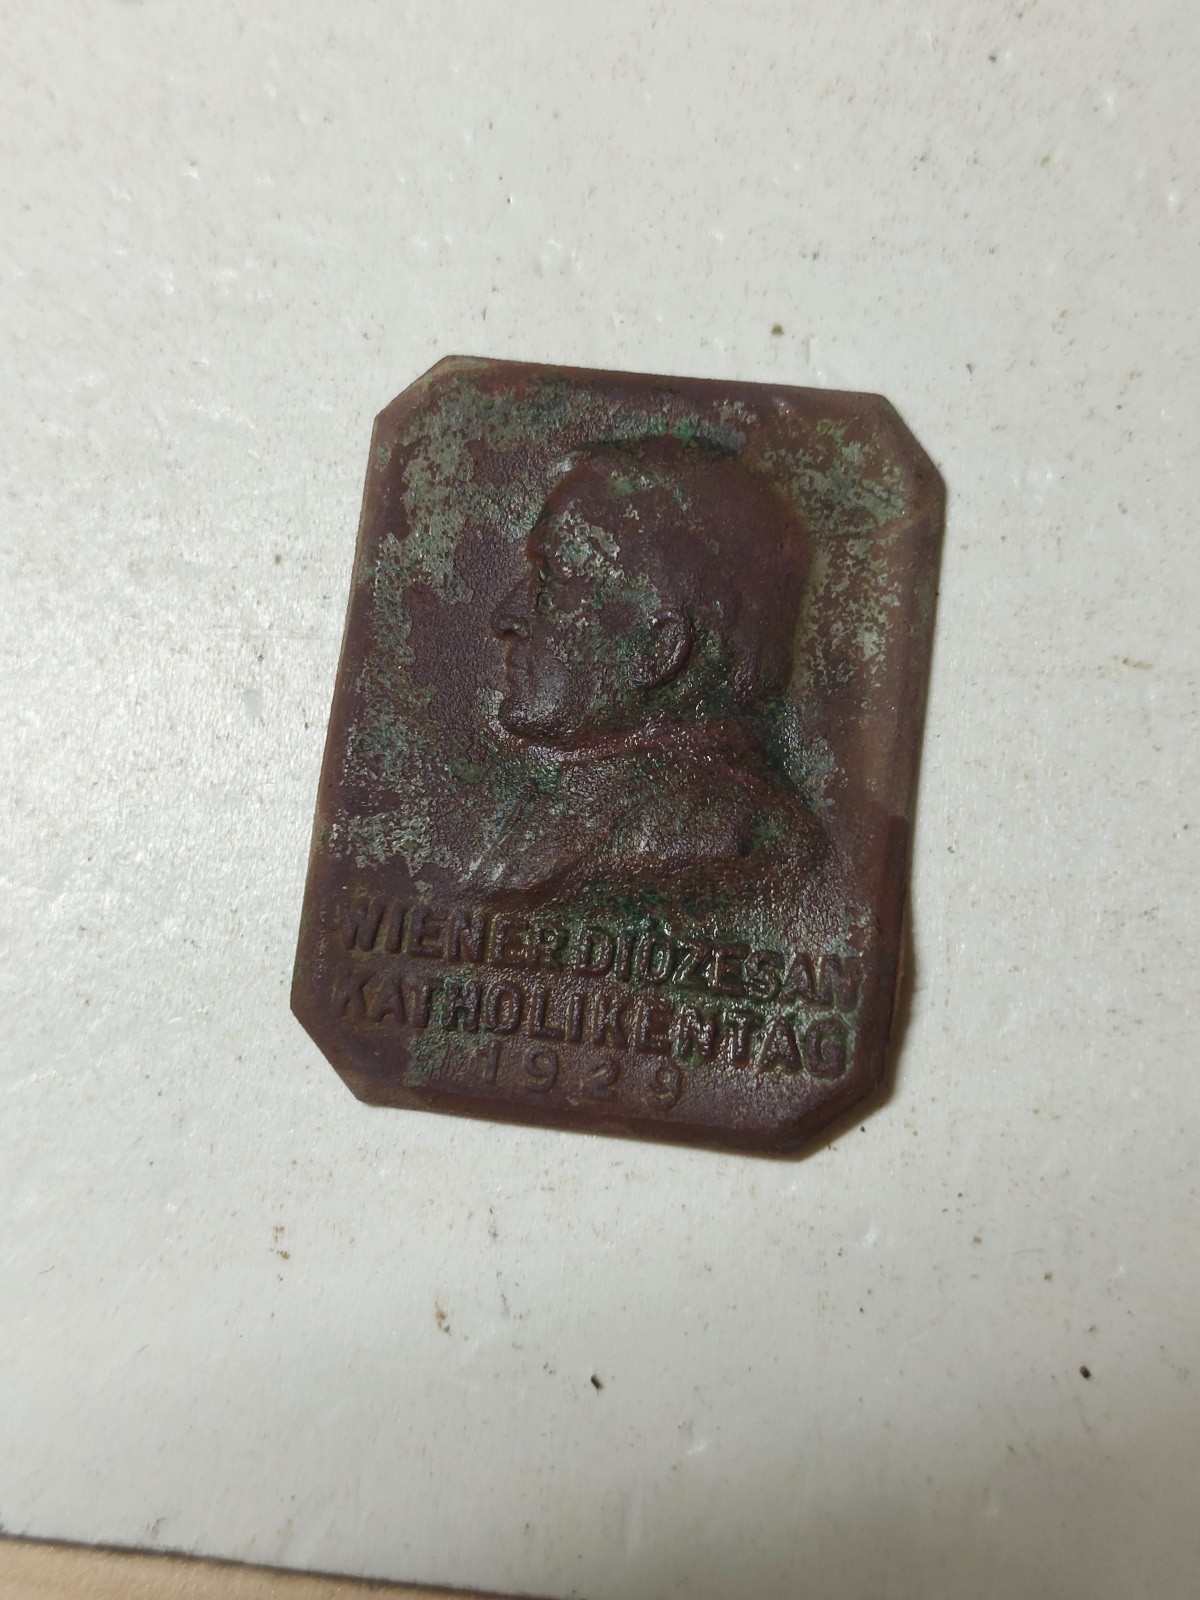 WIENER DIÖZESAN
KATHOLIKENTAG
1929